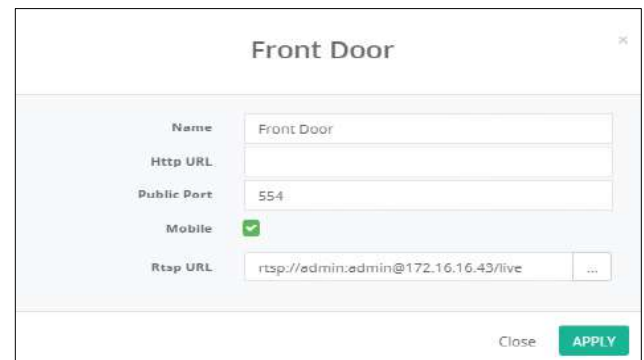 Front Door
×
Name Front Door
Http URL
Public Port 554
Mobile
Rtsp URL rtsp://admin:admin@172.16.16.43/live ...
Close APPLY